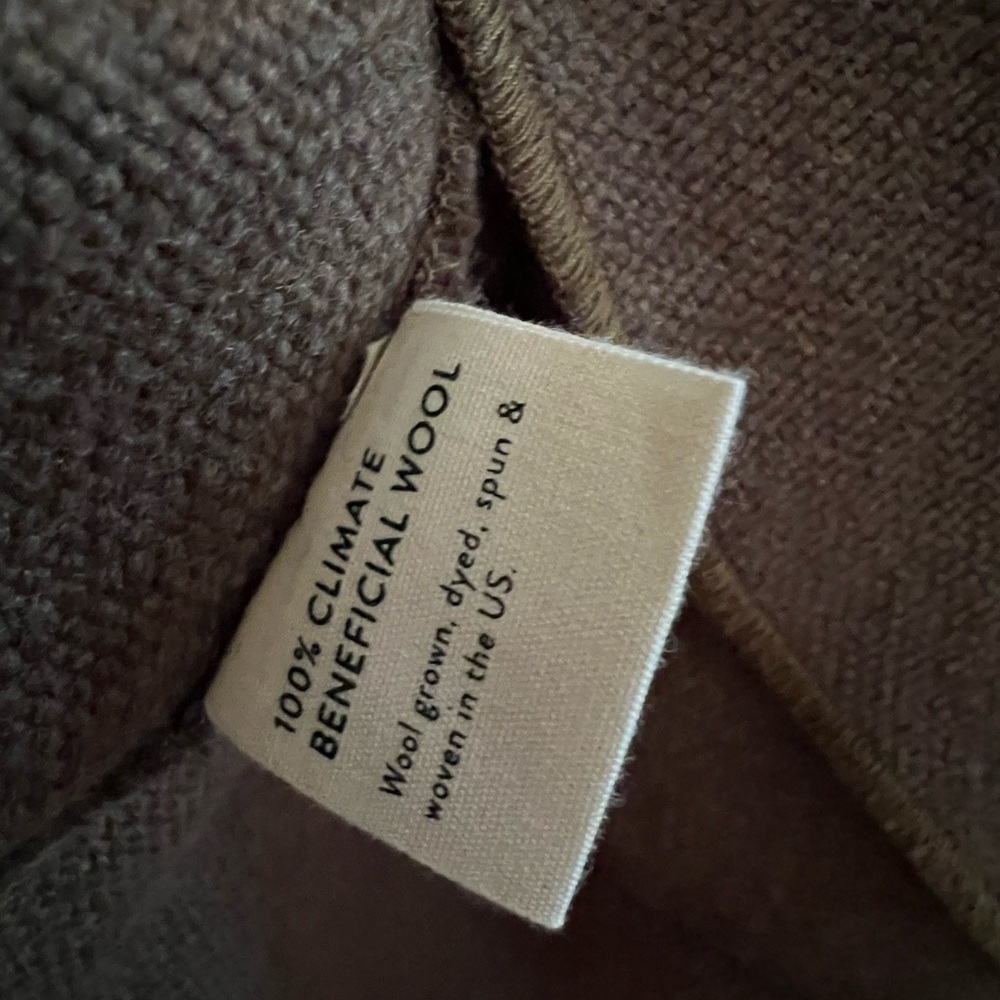 100% CLIMATE
BENEFICIAL WOOL
Wool grown, dyed, spun &
woven in the US.